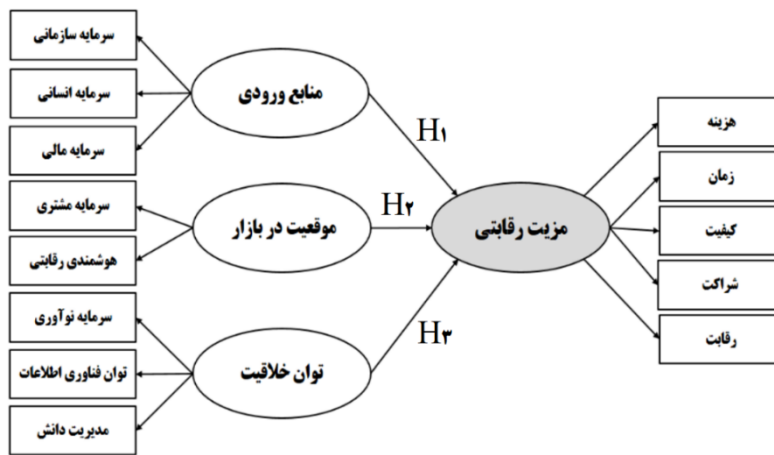 سرمایه سازمانی
سرمایه انسانی
سرمایه مالی
سرمایه مشتری
هوشمندی رقابتی
سرمایه نوآوری
توان فناوری اطلاعات
مدیریت دانش
منابع ورودی
موقعیت در بازار
توان خلاقیت
H۱
H۲
H۳
مزیت رقابتی
هزینه
زمان
کیفیت
شراکت
رقابت